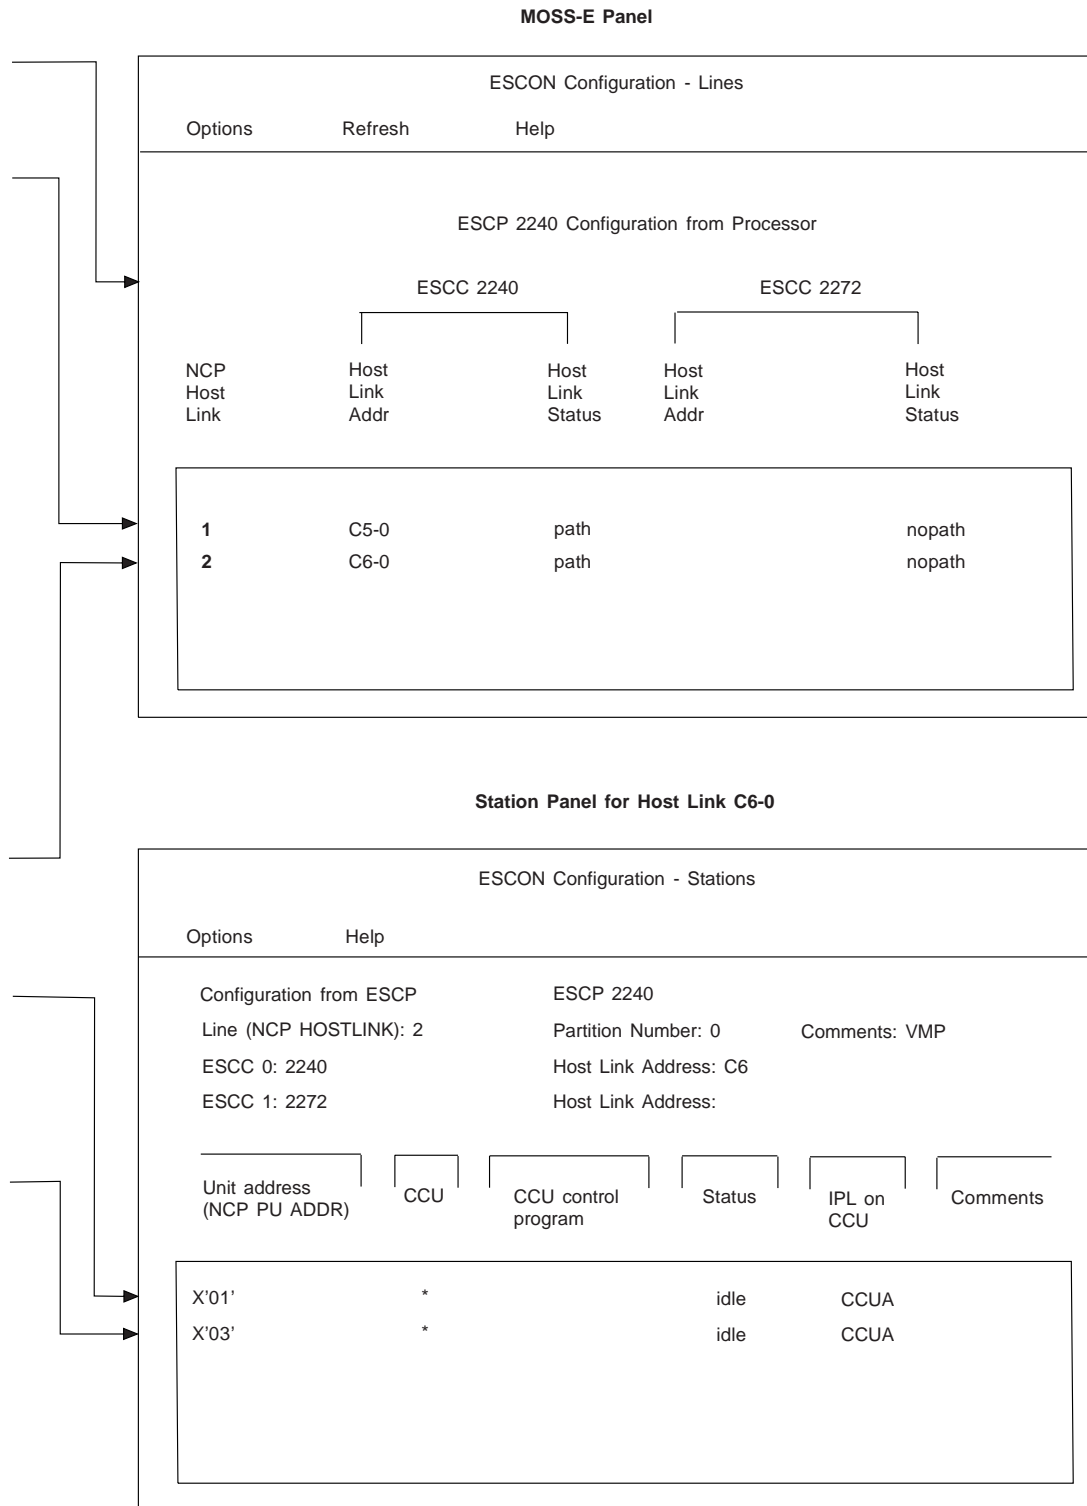 MOSS-E Panel
ESCON Configuration - Lines
Options Refresh Help
ESCP 2240 Configuration from Processor
ESCC 2240 ESCC 2272
NCP Host Host Host Host
Host Link Link Link Link
Link Addr Status Addr Status
1 C5-0 path nopath
2 C6-0 path nopath
Station Panel for Host Link C6-0
ESCON Configuration - Stations
Options Help
Configuration from ESCP ESCP 2240
Line (NCP HOSTLINK): 2 Partition Number: 0 Comments: VMP
ESCC 0: 2240 Host Link Address: C6
ESCC 1: 2272 Host Link Address:
Unit address CCU CCU control Status IPL on Comments
(NCP PU ADDR) program CCU
X'01' * idle CCUA
X'03' * idle CCUA